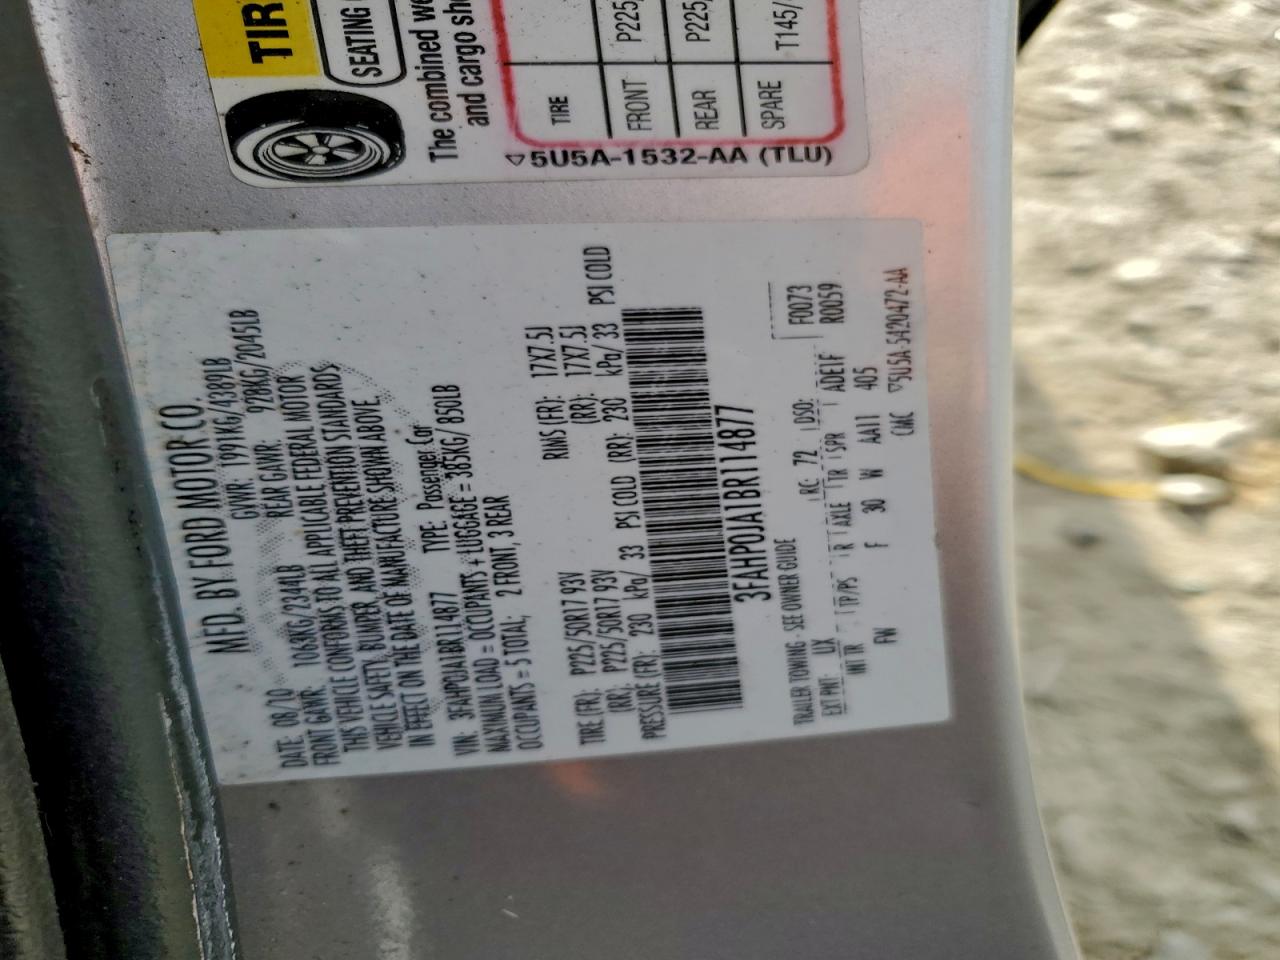 TIR
SEATING
The combined we
and cargo sh
TIRE
FRONT P225
REAR P225
SPARE T145/
5U5A-1532-AA (TLU)
MFD. BY FORD MOTOR CO.
DATE: 08/10 GVWR: 1991KG/4389LB
FRONT GAWR: 1063KG/2344LB REAR GAWR: 928KG/2045LB
THIS VEHICLE CONFORMS TO ALL APPLICABLE FEDERAL MOTOR
VEHICLE SAFETY, BUMPER, AND THEFT PREVENTION STANDARDS
IN EFFECT ON THE DATE OF MANUFACTURE SHOWN ABOVE.
VIN: 3FAHP0JA1BR114877 TYPE: Passenger Car
MAXIMUM LOAD = OCCUPANTS + LUGGAGE = 385KG/ 850LB
OCCUPANTS = 5 TOTAL; 2 FRONT, 3 REAR
TIRE (FR): P225/50R17 93V RIMS (FR): 17X7.5J
(RR): P225/50R17 93V (RR): 17X7.5J
PRESSURE (FR): 230 kPa/ 33 PSI COLD (RR): 230 kPa/ 33 PSI COLD
3FAHP0JA1BR114877
F0073
R0059
TRAILER TOWING - SEE OWNER GUIDE
EXT PNT: UX RC: 72 DSO:
INT TR TP/PS R AXLE TR SPR ADEIF
FW F 30 W AA11 405
CMC 5U5A-5420472-AA